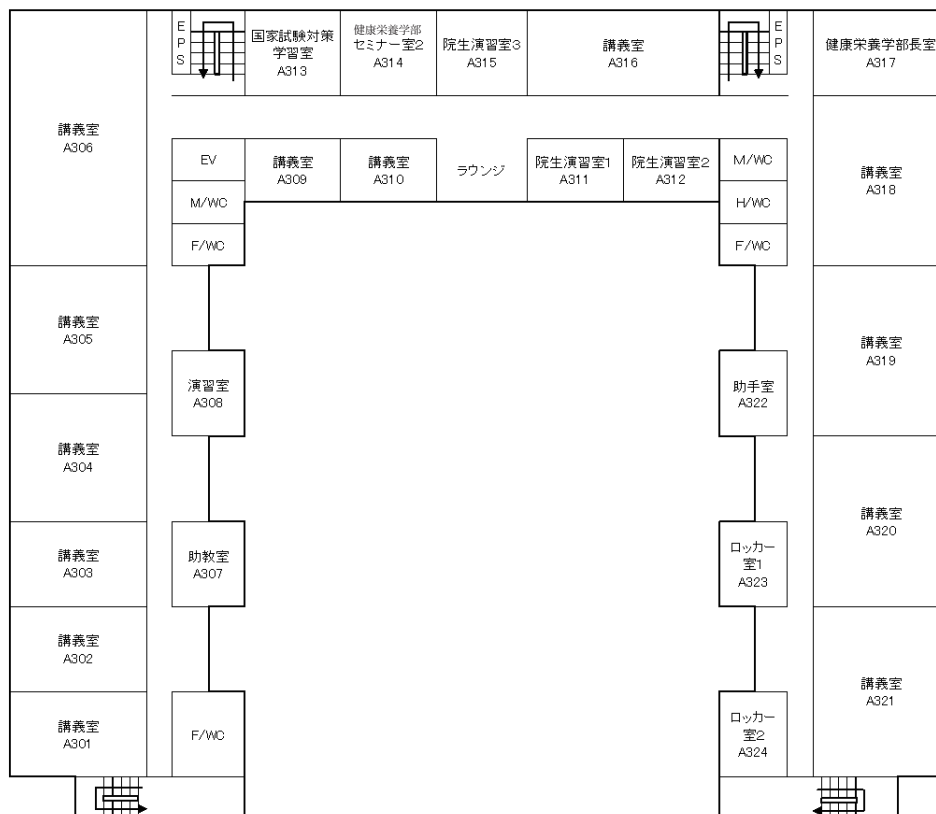 EPS
国家試験対策
学習室
A313
健康栄養学部
セミナー室2
A314
院生演習室3
A315
講義室
A316
EPS
健康栄養学部長室
A317
講義室
A306
EV
講義室
A309
講義室
A310
ラウンジ
院生演習室1
A311
院生演習室2
A312
M/WC
講義室
A318
M/WC
H/WC
F/WC
F/WC
講義室
A305
講義室
A319
演習室
A308
助手室
A322
講義室
A304
講義室
A320
講義室
A303
助教室
A307
ロッカー
室1
A323
講義室
A302
講義室
A321
講義室
A301
F/WC
ロッカー
室2
A324